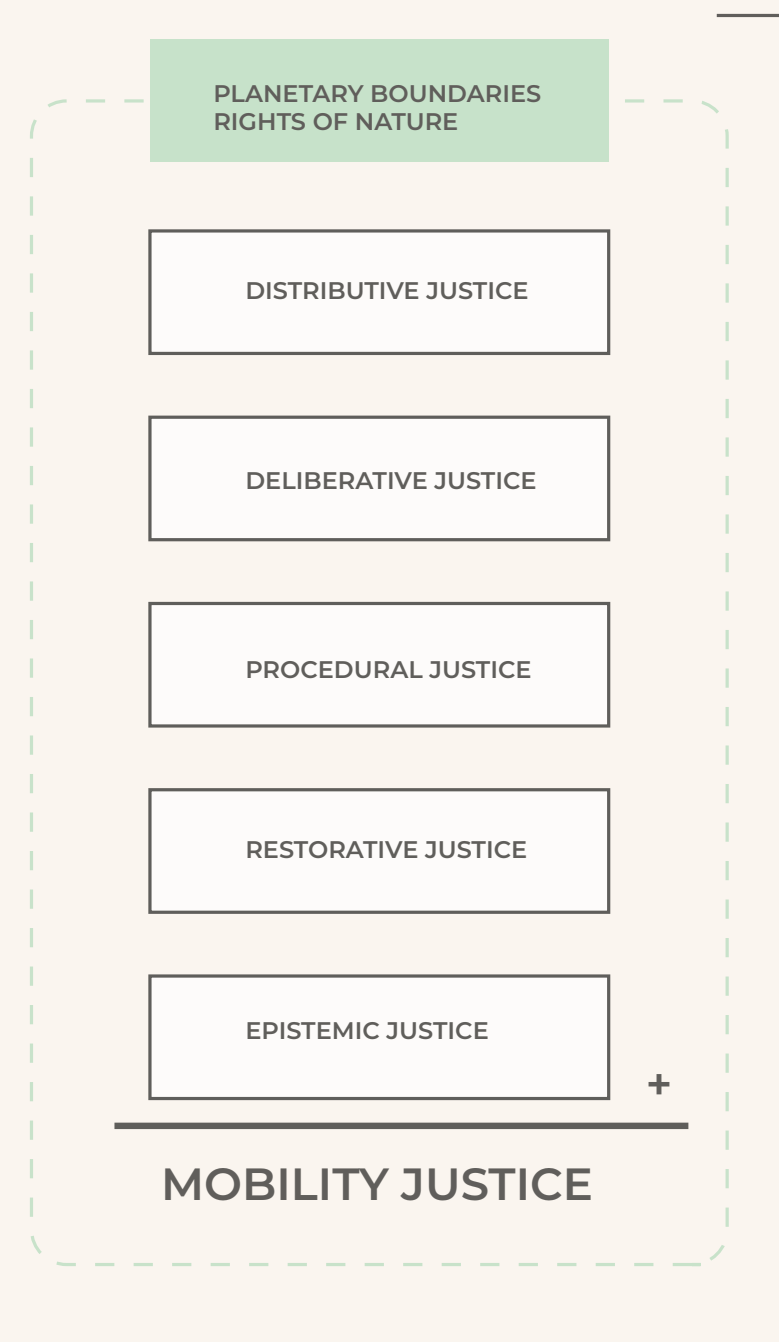 PLANETARY BOUNDARIES
RIGHTS OF NATURE
DISTRIBUTIVE JUSTICE
DELIBERATIVE JUSTICE
PROCEDURAL JUSTICE
RESTORATIVE JUSTICE
EPISTEMIC JUSTICE
+
MOBILITY JUSTICE